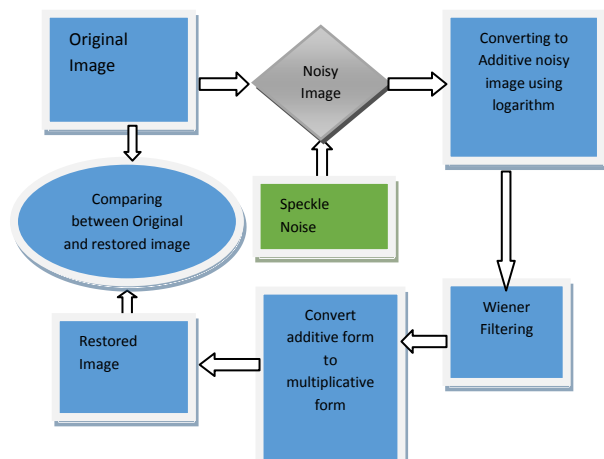 Original
Image
Noisy
Image
Converting to
Additive noisy
image using
logarithm
Comparing
between Original
and restored image
Speckle
Noise
Wiener
Filtering
Convert
additive form
to
multiplicative
form
Restored
Image